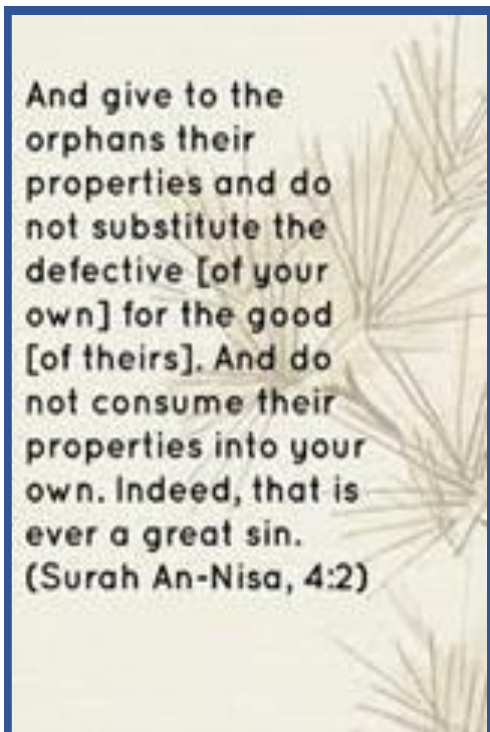 And give to the
orphans their
properties and do
not substitute the
defective [of your
own] for the good
[of theirs]. And do
not consume their
properties into your
own. Indeed, that is
ever a great sin.
(Surah An-Nisa, 4:2)